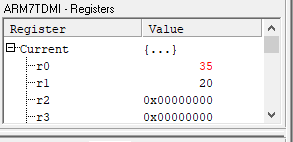 ARM7TDMI - Registers
Register Value
Current {...}
r0 35
r1 20
r2 0x00000000
r3 0x00000000